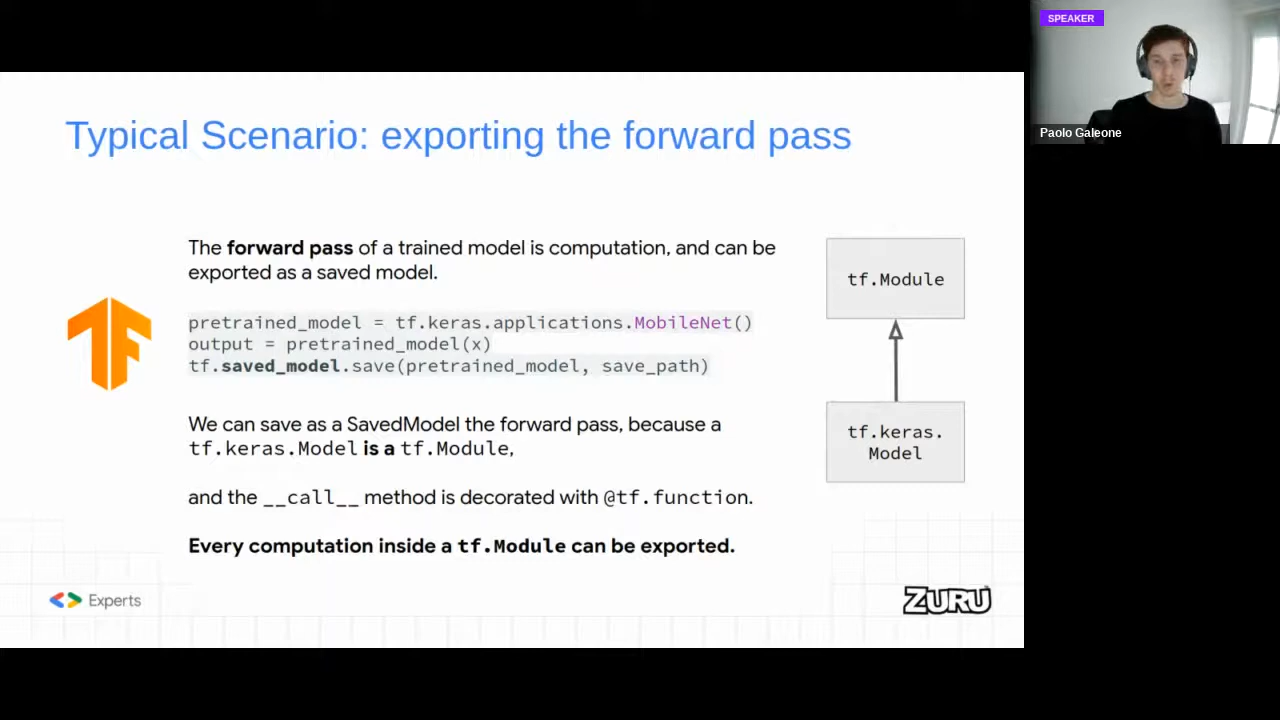 SPEAKER
Paolo Galeone
Typical Scenario: exporting the forward pass
The forward pass of a trained model is computation, and can be
exported as a saved model.
pretrained_model = tf.keras.applications.MobileNet()
output = pretrained_model(x)
tf.saved_model.save(pretrained_model, save_path)
We can save as a SavedModel the forward pass, because a
tf.keras.Model is a tf.Module,
and the __call__ method is decorated with @tf.function.
Every computation inside a tf.Module can be exported.
tf.Module
tf.keras.
Model
Experts
ZURU